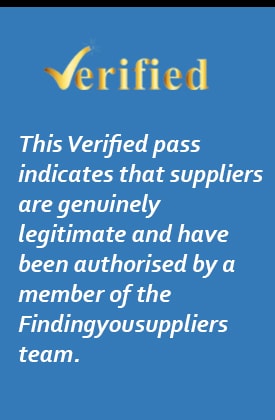 Verified
This Verified pass
indicates that suppliers
are genuinely
legitimate and have
been authorised by a
member of the
Findingyousuppliers
team.